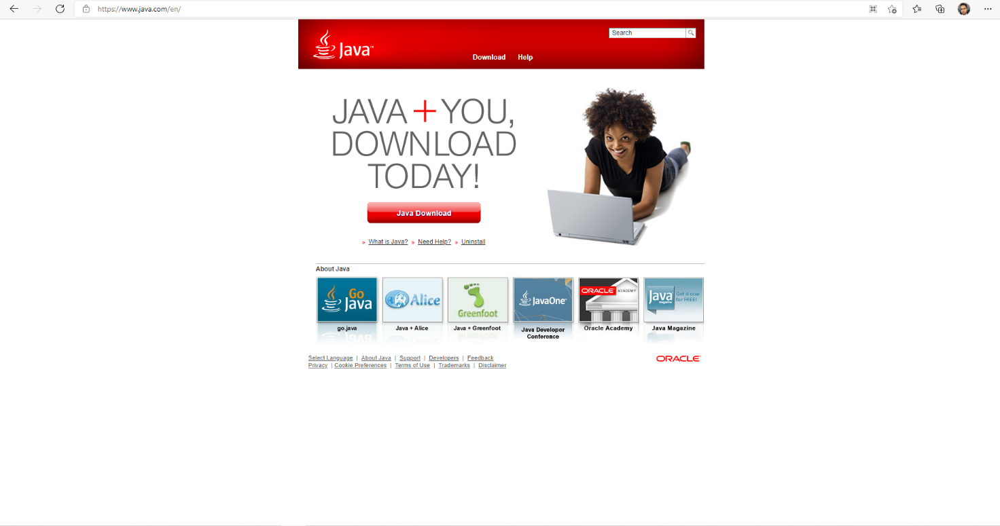 https://www.java.com/en/
Java™
Search
Download Help
JAVA + YOU,
DOWNLOAD
TODAY!
Java Download
» What is Java? » Need Help? » Uninstall
About Java
Go
Java
Alice
Greenfoot
JavaOne™
ORACLE ACADEMY
Java magazine
Get it now
for FREE!
go.java
Java + Alice
Java + Greenfoot
Java Developer
Conference
Oracle Academy
Java Magazine
Select Language | About Java | Support | Developers | Feedback
Privacy | Cookie Preferences | Terms of Use | Trademarks | Disclaimer
ORACLE